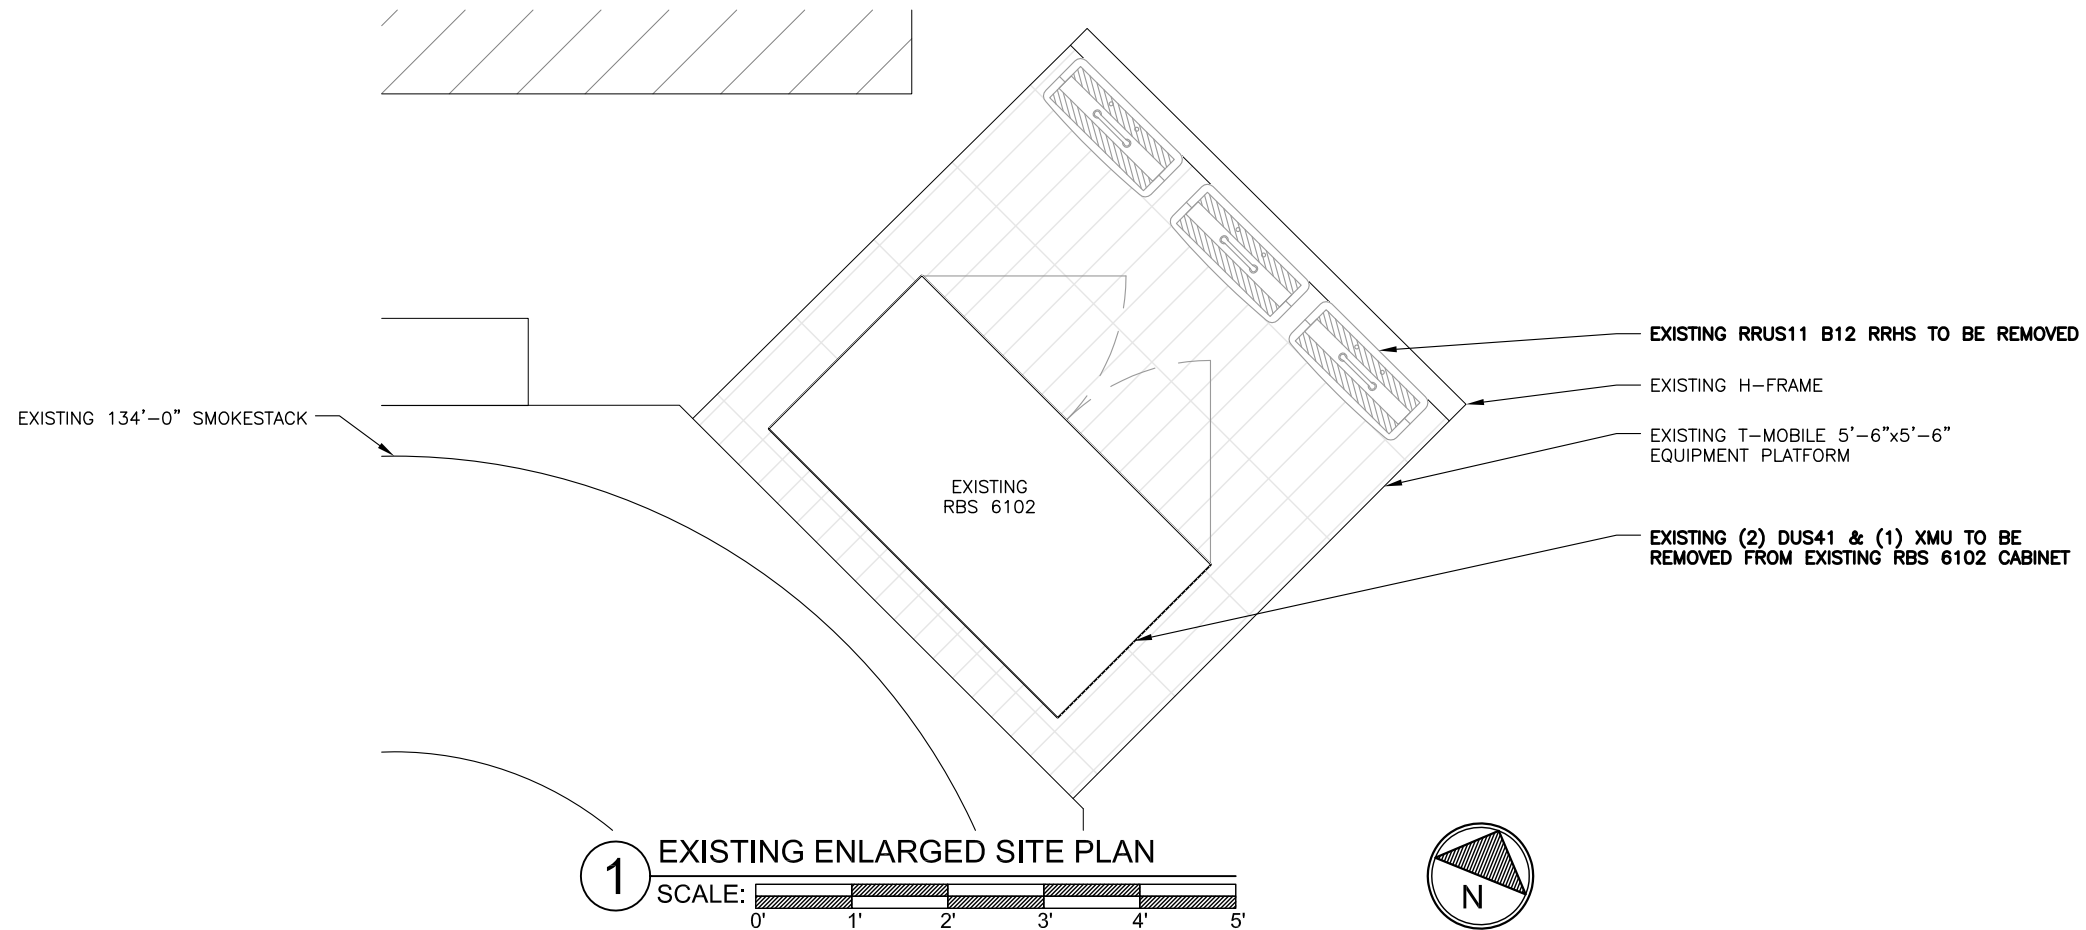 EXISTING 134'-0" SMOKESTACK
EXISTING
RBS 6102
EXISTING RRUS11 B12 RRHS TO BE REMOVED
EXISTING H-FRAME
EXISTING T-MOBILE 5'-6"x5'-6"
EQUIPMENT PLATFORM
EXISTING (2) DUS41 & (1) XMU TO BE
REMOVED FROM EXISTING RBS 6102 CABINET
1
EXISTING ENLARGED SITE PLAN
SCALE:
0' 1' 2' 3' 4' 5'
N